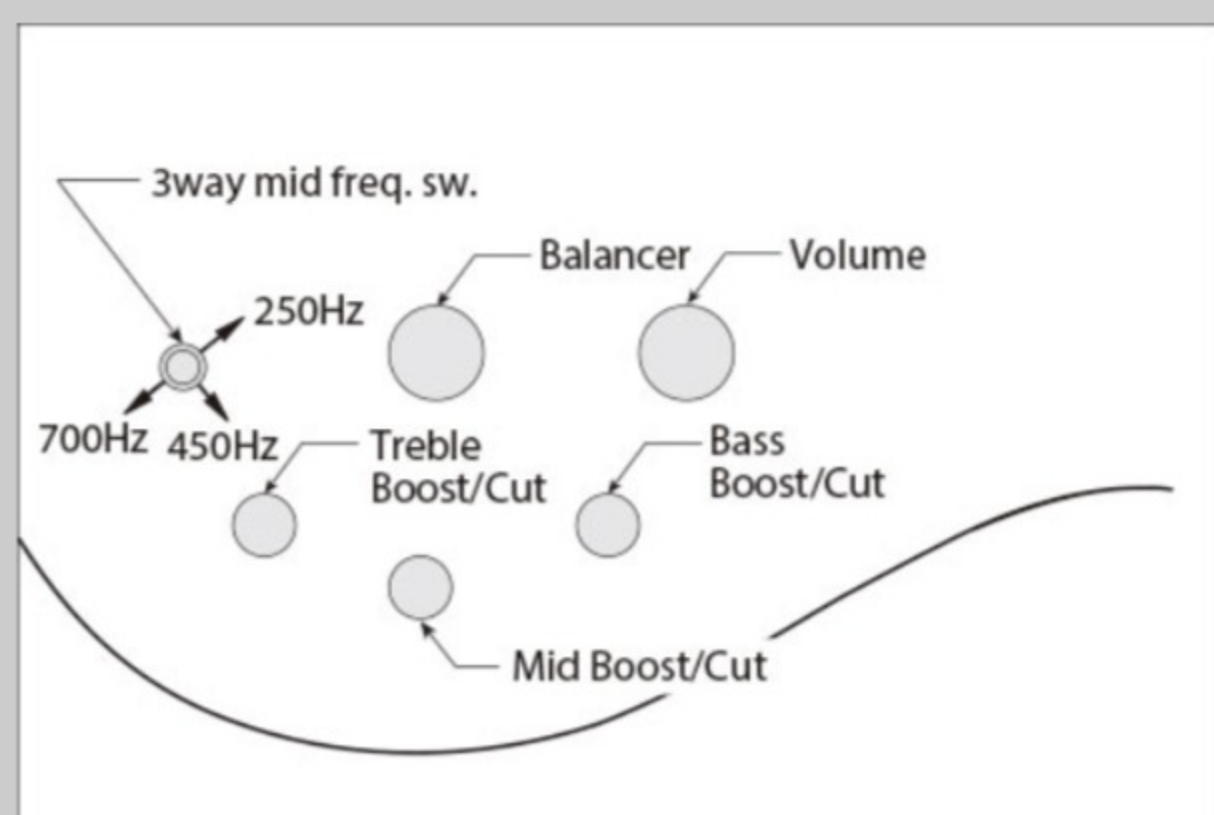 3way mid freq. sw.
Balancer
Volume
250Hz
700Hz
450Hz
Treble
Boost/Cut
Bass
Boost/Cut
Mid Boost/Cut